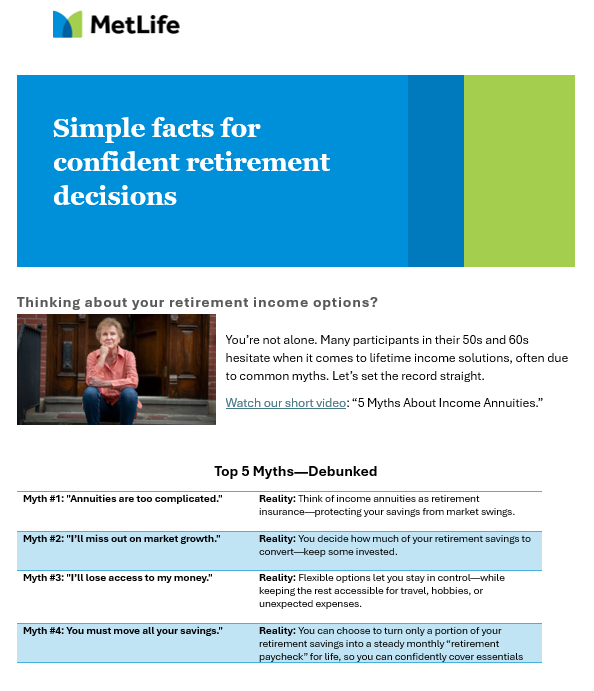 MetLife
Simple facts for
confident retirement
decisions
Thinking about your retirement income options?
You’re not alone. Many participants in their 50s and 60s
hesitate when it comes to lifetime income solutions, often due
to common myths. Let’s set the record straight.
Watch our short video: “5 Myths About Income Annuities.”
Top 5 Myths—Debunked
Myth #1: "Annuities are too complicated."
Reality: Think of income annuities as retirement
insurance—protecting your savings from market swings.
Myth #2: "I’ll miss out on market growth."
Reality: You decide how much of your retirement savings to
convert—keep some invested.
Myth #3: "I’ll lose access to my money."
Reality: Flexible options let you stay in control—while
keeping the rest accessible for travel, hobbies, or
unexpected expenses.
Myth #4: You must move all your savings."
Reality: You can choose to turn only a portion of your
retirement savings into a steady monthly “retirement
paycheck” for life, so you can confidently cover essentials